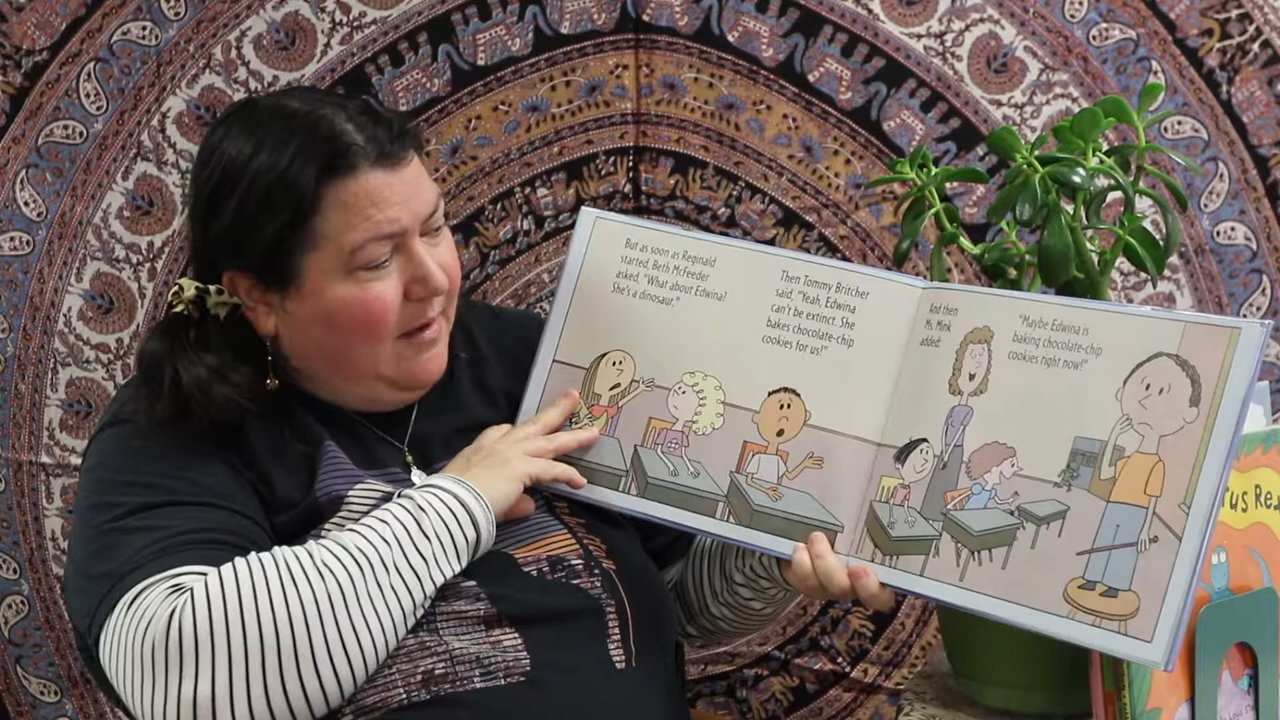 But as soon as Reginald
started, Beth McFeeder
asked, "What about Edwina?
She's a dinosaur."
Then Tommy Britcher
said, "Yeah, Edwina
can't be extinct. She
bakes chocolate-chip
cookies for us!"
And then
Ms. Mink
added:
"Maybe Edwina is
baking chocolate-chip
cookies right now!"